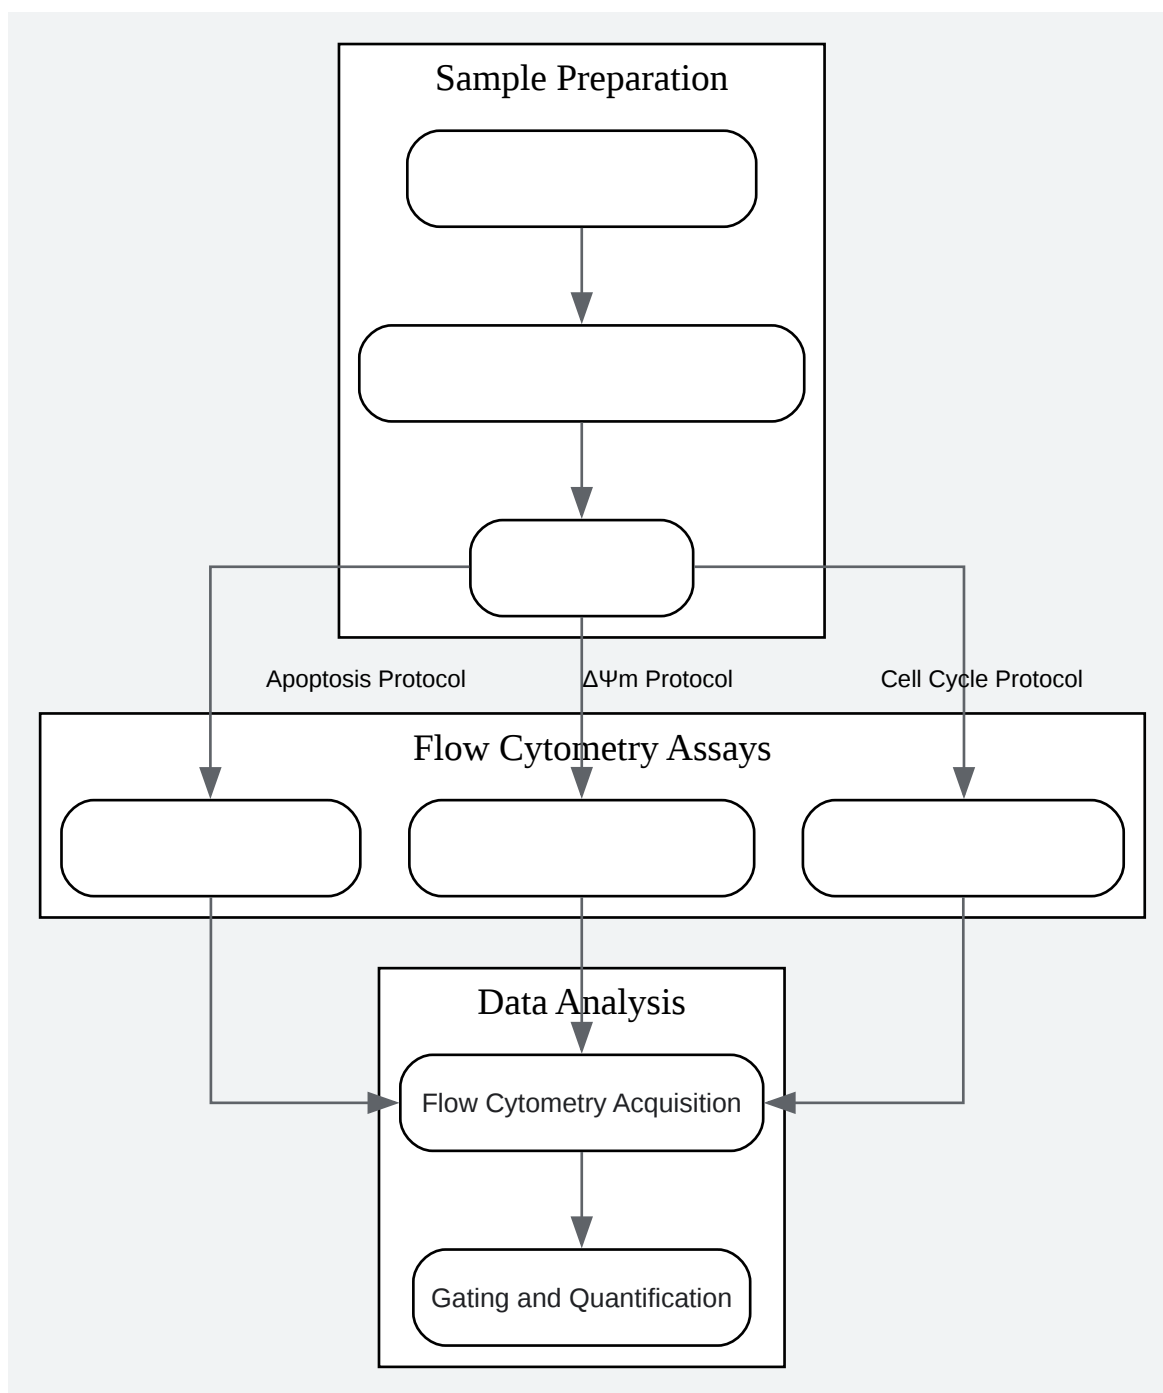 Sample Preparation
Apoptosis Protocol
ΔΨm Protocol
Cell Cycle Protocol
Flow Cytometry Assays
Data Analysis
Flow Cytometry Acquisition
Gating and Quantification